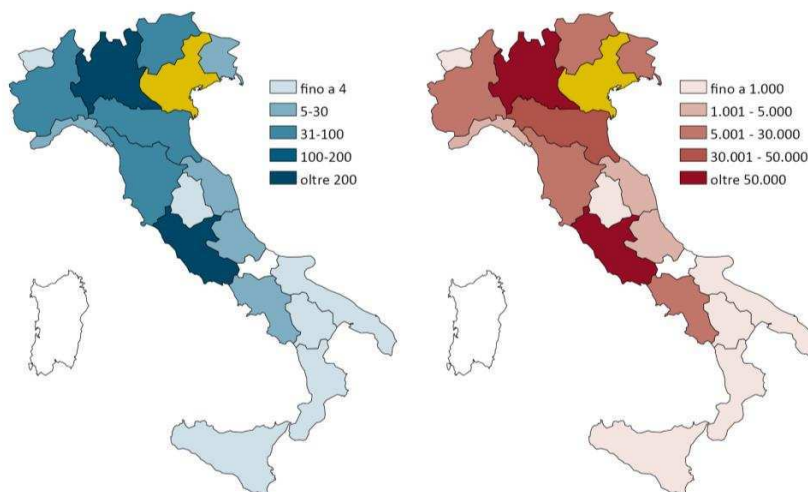 fino a 4
5-30
31-100
100-200
oltre 200
fino a 1.000
1.001 - 5.000
5.001 - 30.000
30.001 - 50.000
oltre 50.000